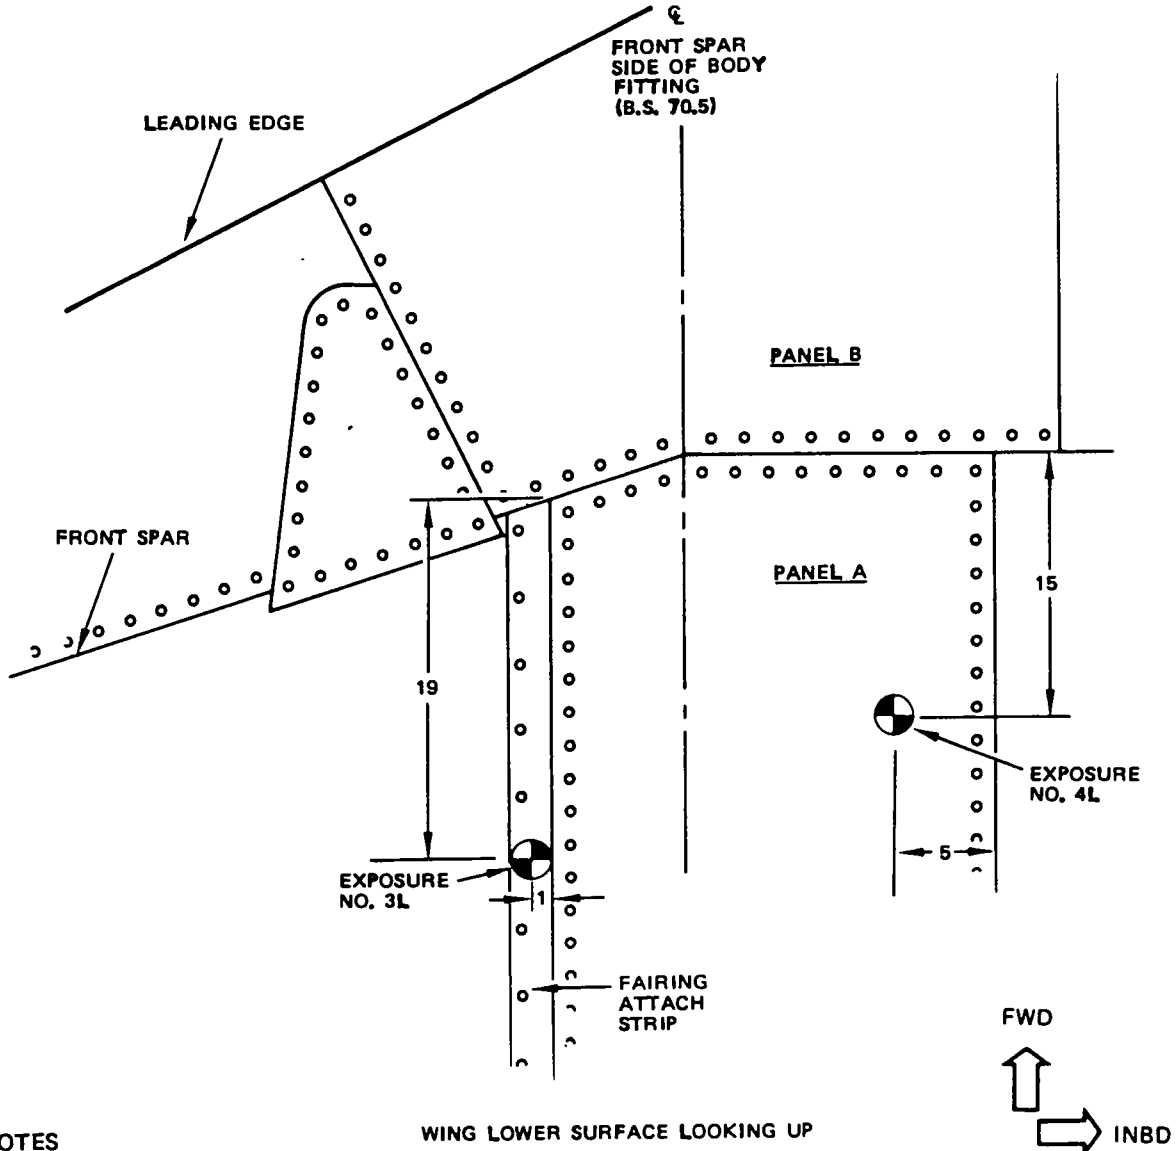 ℄
FRONT SPAR
SIDE OF BODY
FITTING
(B.S. 70.5)
LEADING EDGE
PANEL B
FRONT SPAR
PANEL A
15
19
EXPOSURE
NO. 4L
5
EXPOSURE
NO. 3L
1
FAIRING
ATTACH
STRIP
FWD
INBD
WING LOWER SURFACE LOOKING UP
OTES